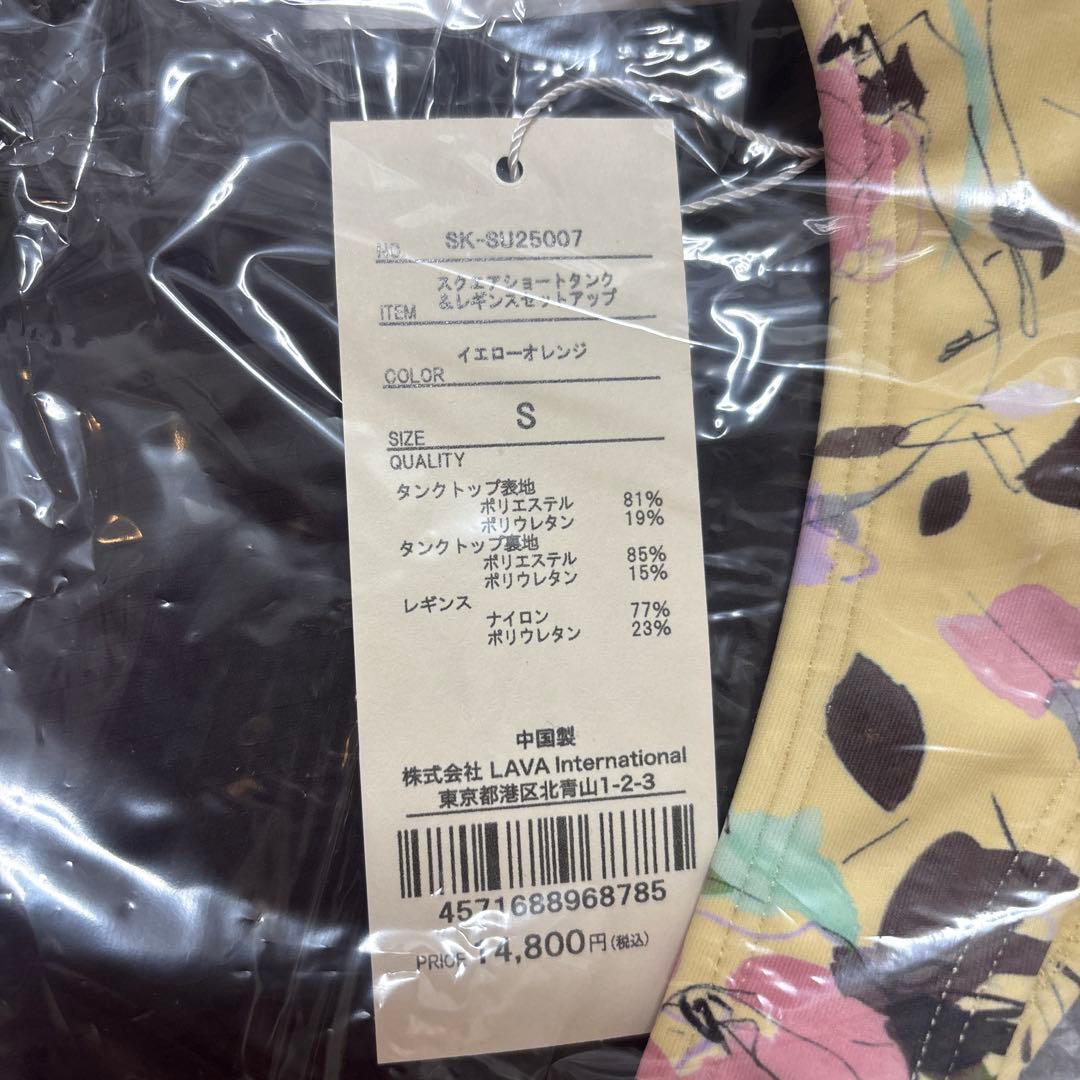 NO. SK-SU25007
スクエアショートタンク
&レギンスセットアップ
ITEM
イエローオレンジ
COLOR
S
SIZE
QUALITY
タンクトップ表地
ポリエステル 81%
ポリウレタン 19%
タンクトップ裏地
ポリエステル 85%
ポリウレタン 15%
レギンス
ナイロン 77%
ポリウレタン 23%
中国製
株式会社 LAVA International
東京都港区北青山1-2-3
4571688968785
PRICE 14,800円(税込)